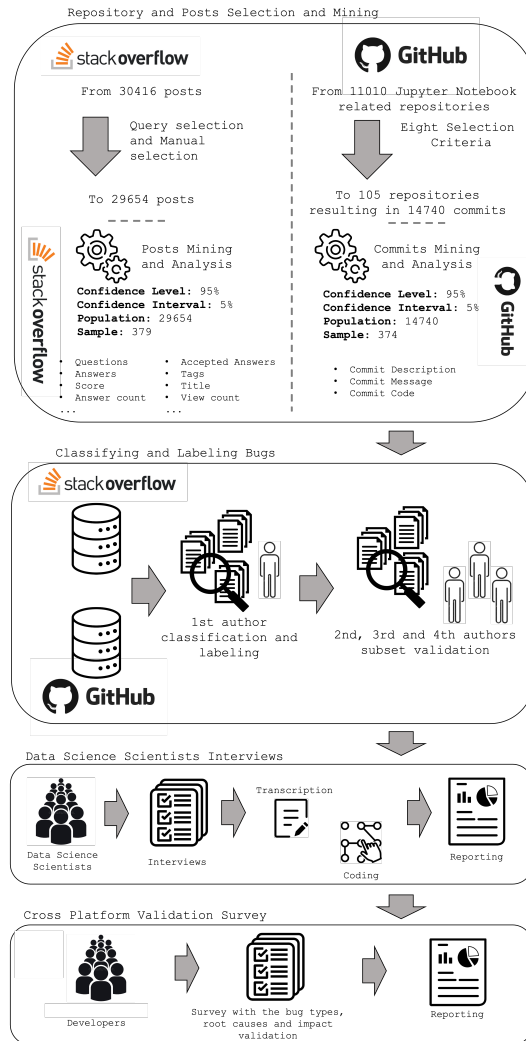 Repository and Posts Selection and Mining
stackoverflow
GitHub
From 30416 posts
From 11010 Jupyter Notebook
related repositories
Query selection
and Manual
selection
Eight Selection
Criteria
To 29654 posts
To 105 repositories
resulting in 14740 commits
Posts Mining
and Analysis
Commits Mining
and Analysis
stackoverflow
GitHub
Confidence Level: 95%
Confidence Interval: 5%
Population: 29654
Sample: 379
Confidence Level: 95%
Confidence Interval: 5%
Population: 14740
Sample: 374
• Questions
• Answers
• Score
• Answer count
...
• Accepted Answers
• Tags
• Title
• View count
...
• Commit Description
• Commit Message
• Commit Code
Classifying and Labeling Bugs
stackoverflow
1st author
classification and
labeling
2nd, 3rd and 4th authors
subset validation
GitHub
Data Science Scientists Interviews
Data Science
Scientists
Interviews
Transcription
Coding
Reporting
Cross Platform Validation Survey
Developers
Survey with the bug types,
root causes and impact
validation
Reporting